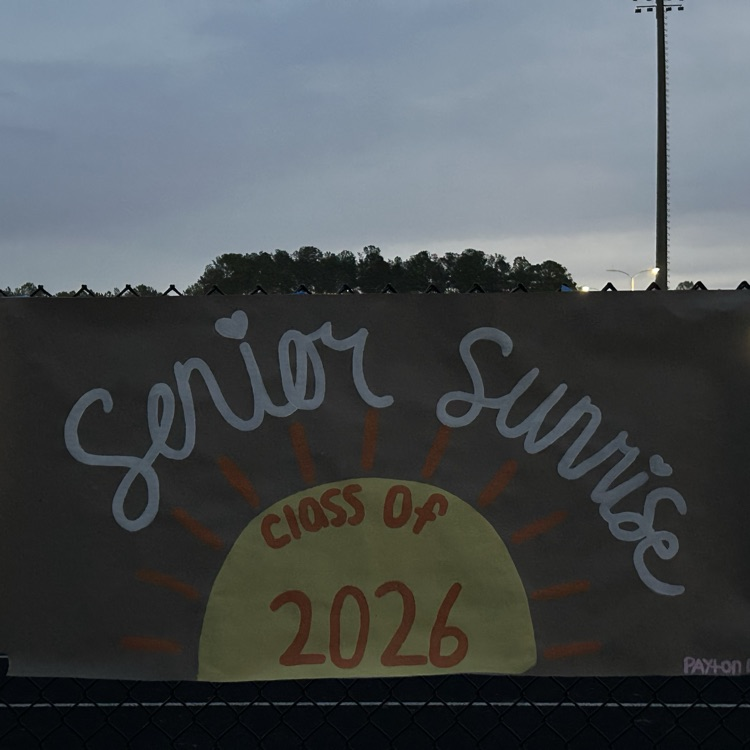 Senior Sunrise
class of
2026
PAYton